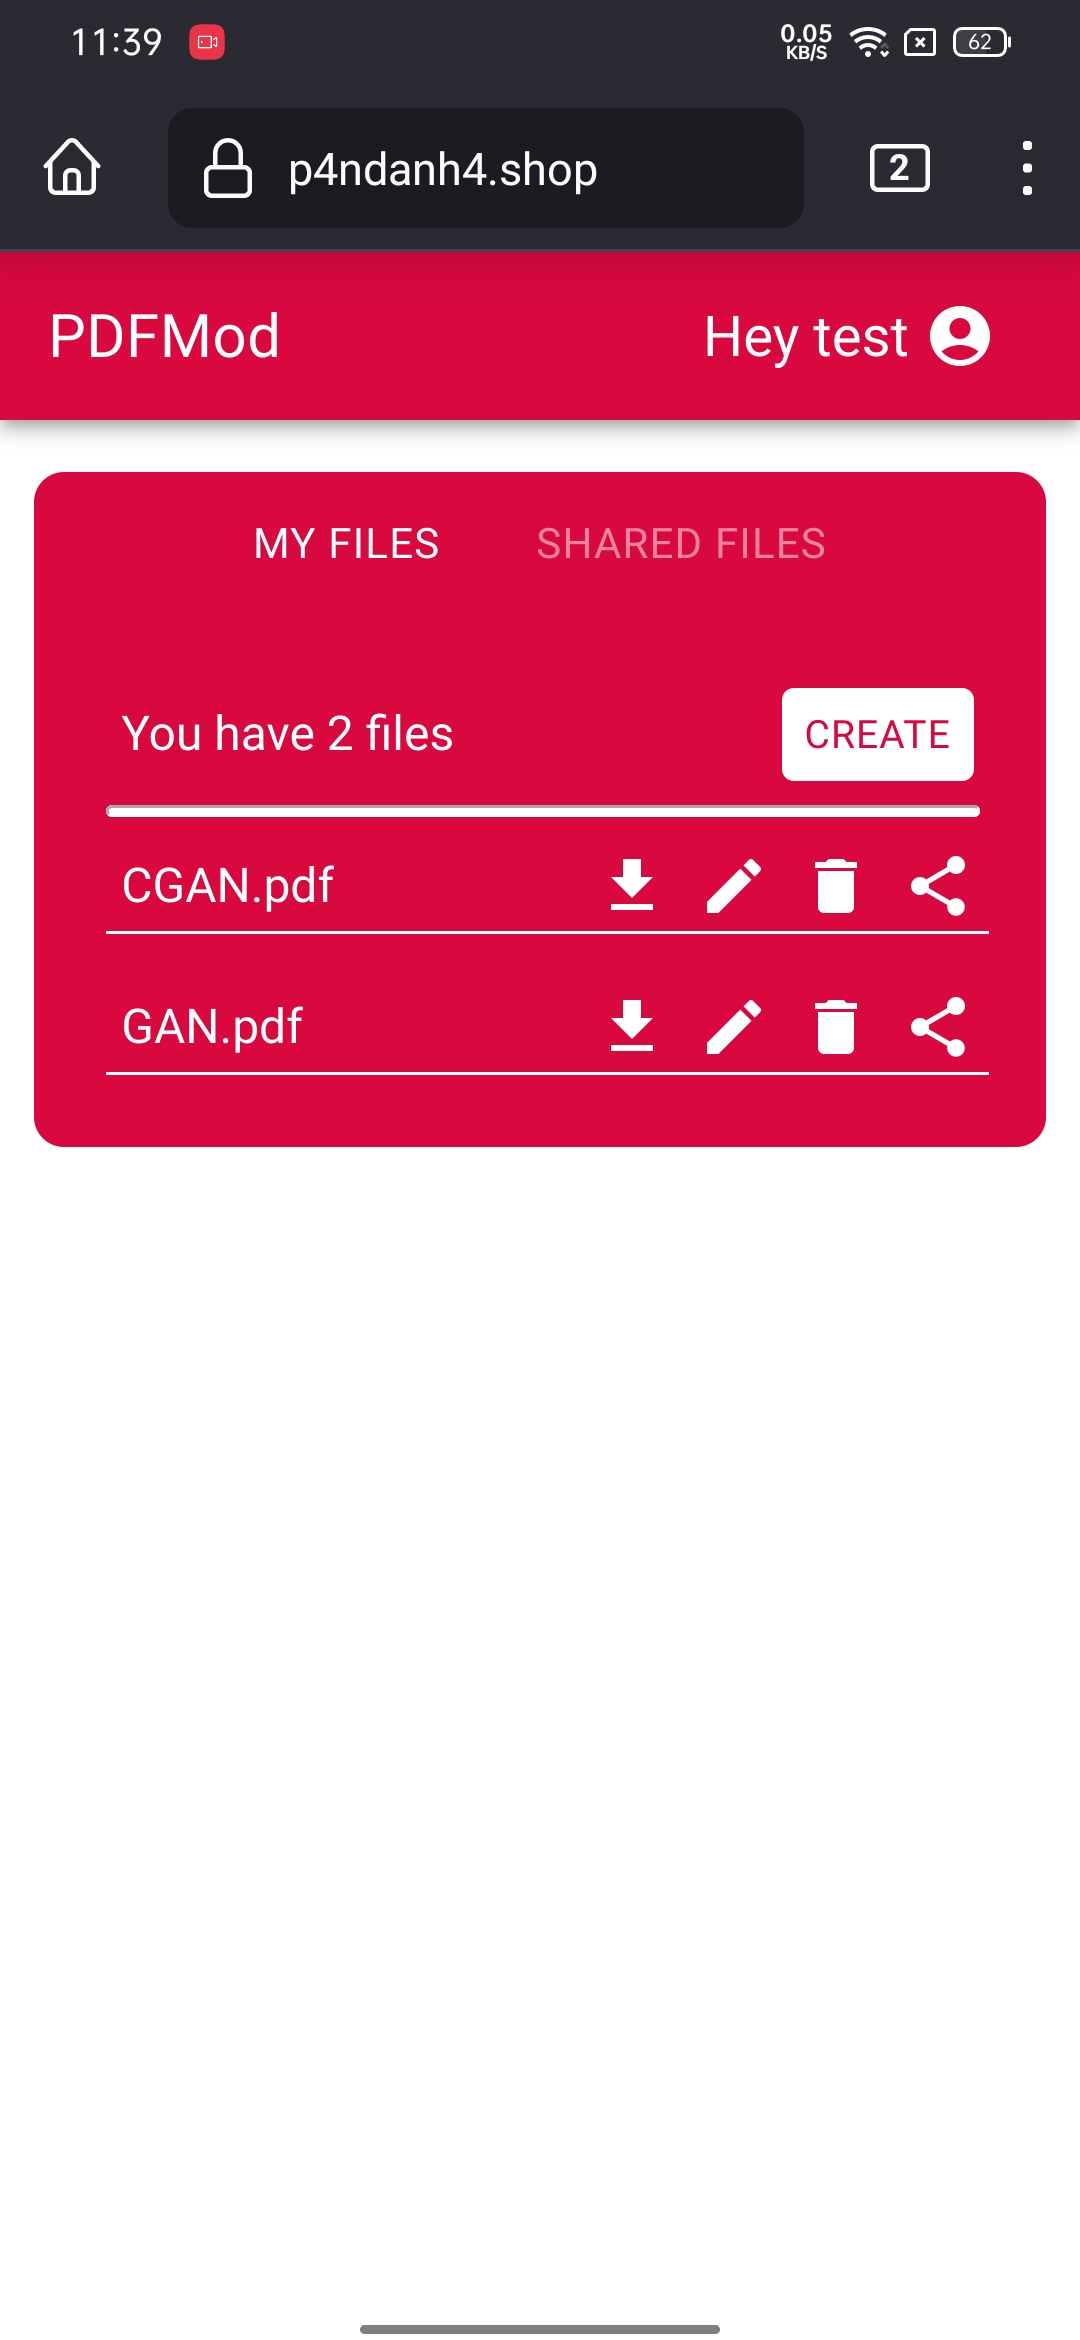 11:39
0.05
KB/S
62
p4ndanh4.shop
2
PDFMod
Hey test
MY FILES
SHARED FILES
You have 2 files
CREATE
CGAN.pdf
GAN.pdf